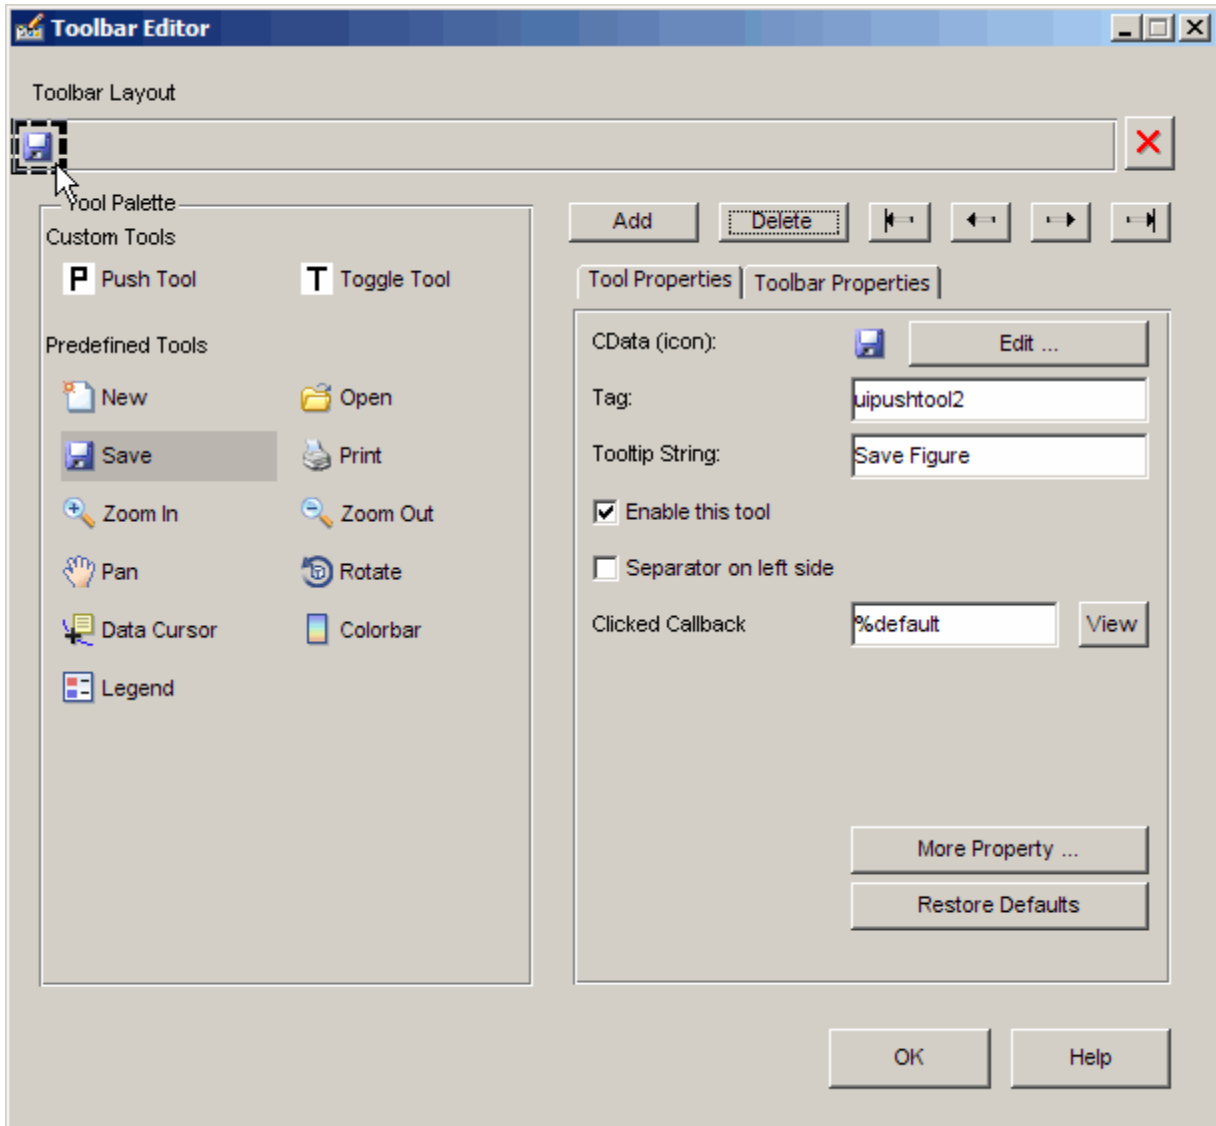 Toolbar Editor
Toolbar Layout
Tool Palette
Custom Tools
P Push Tool
T Toggle Tool
Predefined Tools
New
Open
Save
Print
Zoom In
Zoom Out
Pan
Rotate
Data Cursor
Colorbar
Legend
Add
Delete
Tool Properties
Toolbar Properties
CData (icon):
Edit ...
Tag:
uipushtool2
Tooltip String:
Save Figure
Enable this tool
Separator on left side
Clicked Callback
%default
View
More Property ...
Restore Defaults
OK
Help